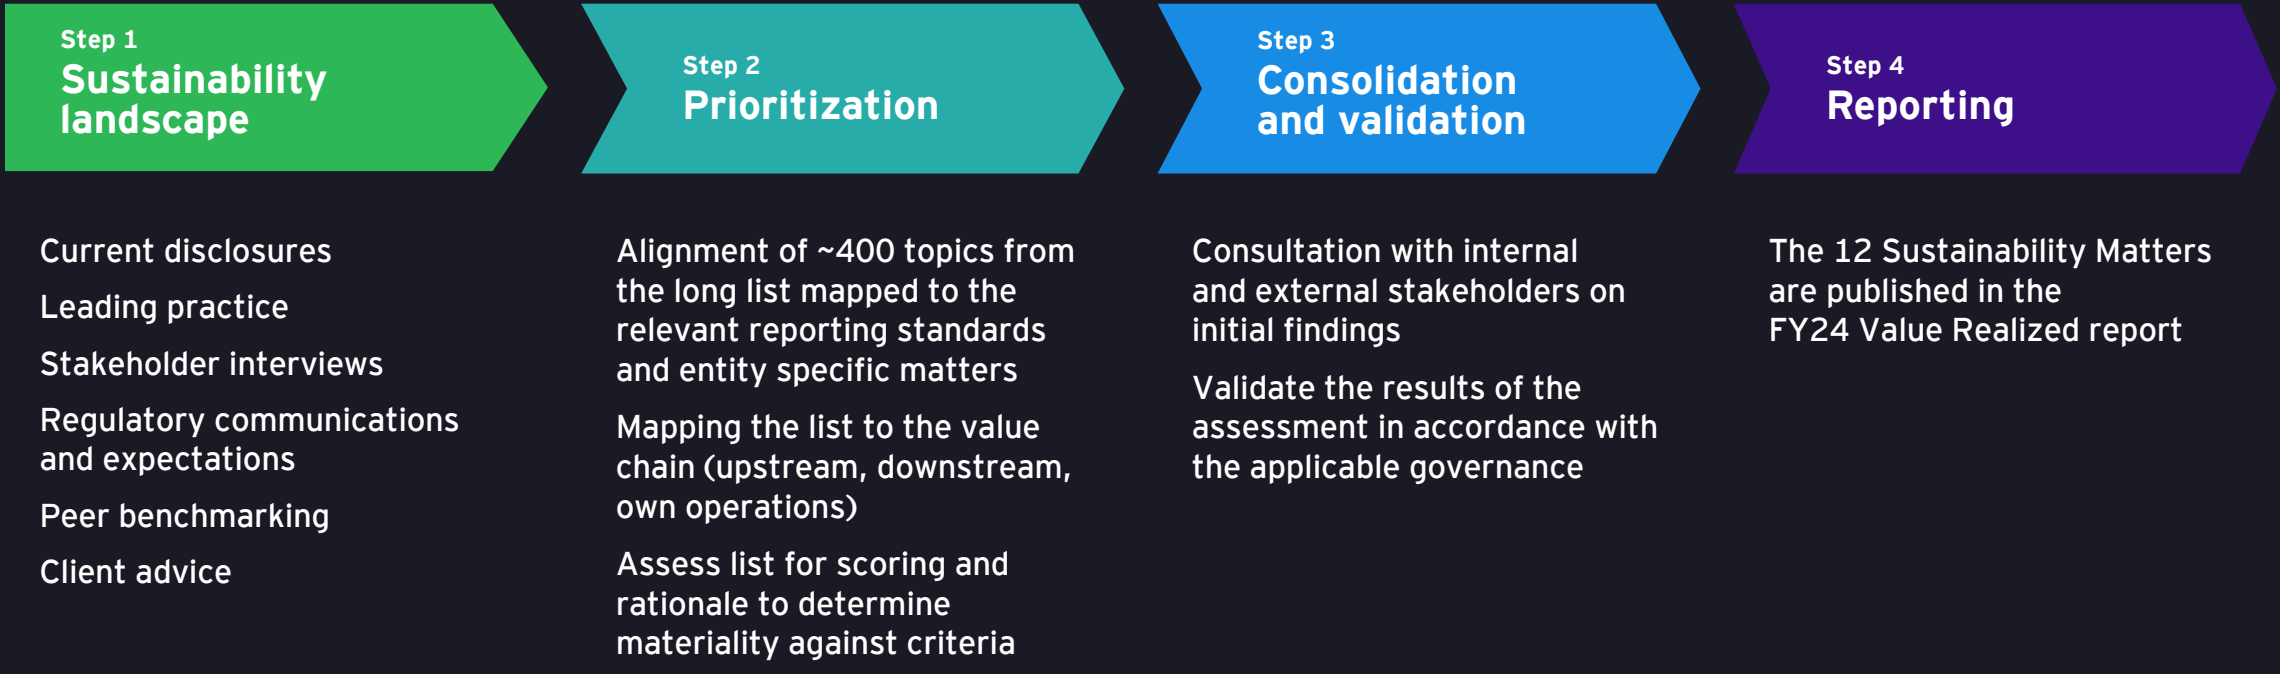 Step 1
Sustainability
landscape
Current disclosures
Leading practice
Stakeholder interviews
Regulatory communications
and expectations
Peer benchmarking
Client advice
Step 2
Prioritization
Alignment of ~400 topics from
the long list mapped to the
relevant reporting standards
and entity specific matters
Mapping the list to the value
chain (upstream, downstream,
own operations)
Assess list for scoring and
rationale to determine
materiality against criteria
Step 3
Consolidation
and validation
Consultation with internal
and external stakeholders on
initial findings
Validate the results of the
assessment in accordance with
the applicable governance
Step 4
Reporting
The 12 Sustainability Matters
are published in the
FY24 Value Realized report